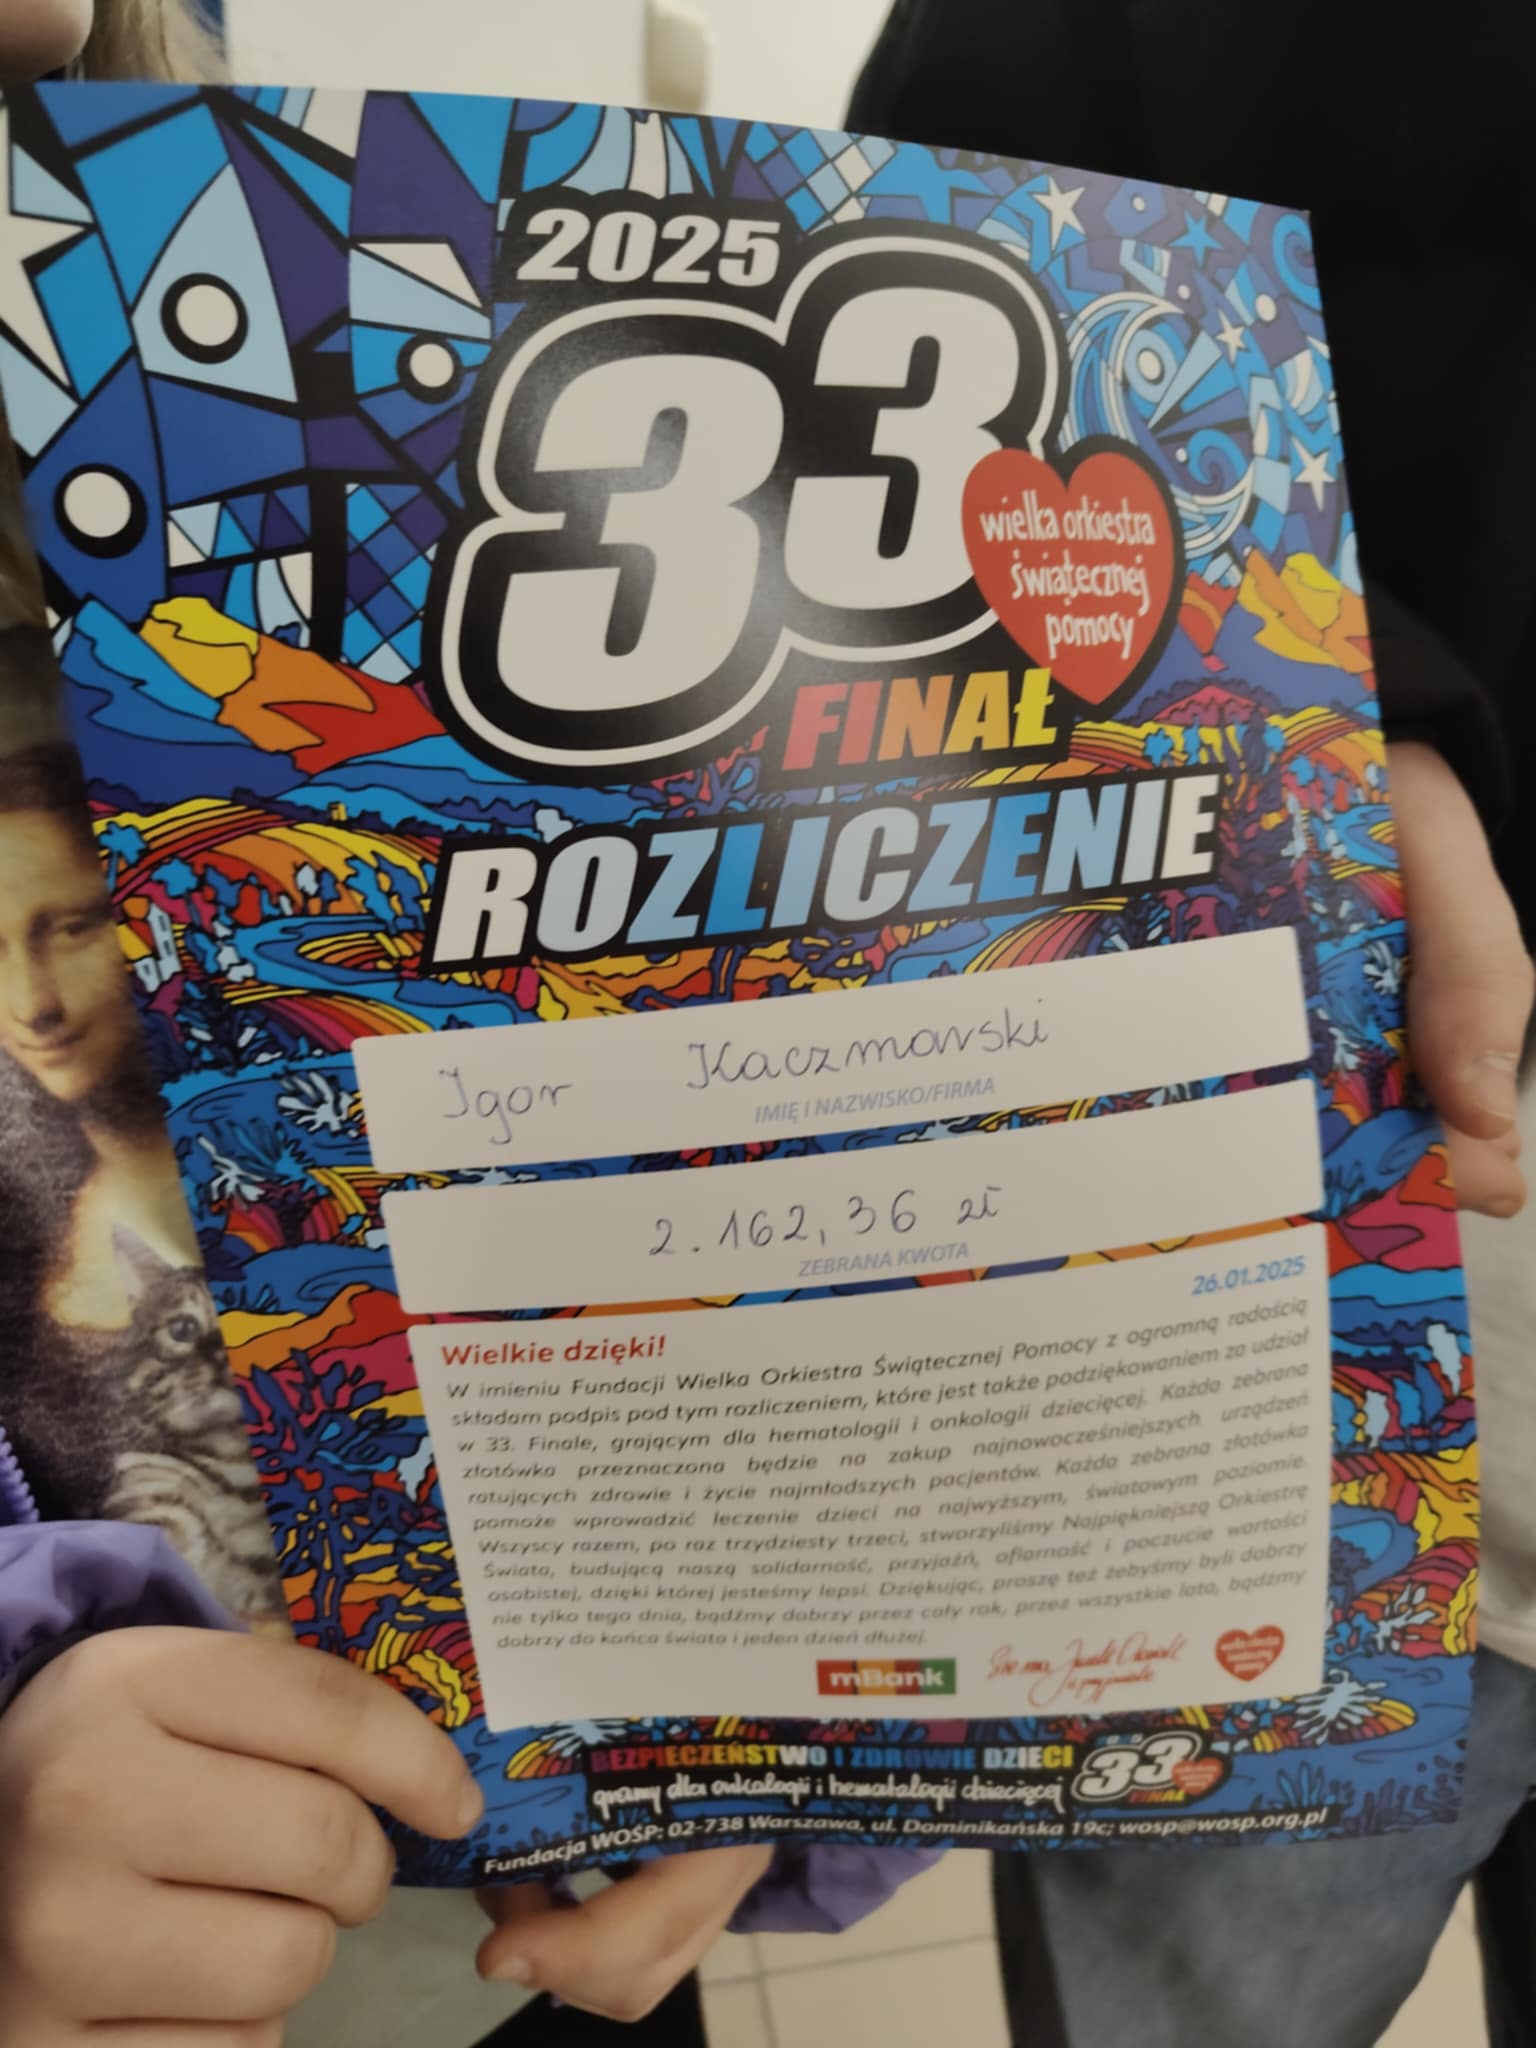 2025
33
wielka orkiestra
świątecznej
pomocy
FINAŁ
ROZLICZENIE
Igor Kaczmarski
IMIĘ I NAZWISKO/FIRMA
2.162,36 zł
ZEBRANA KWOTA
26.01.2025
Wielkie dzięki!
W imieniu Fundacji Wielka Orkiestra Świątecznej Pomocy z ogromną radością
składam podpis pod tym rozliczeniem, które jest także podziękowaniem za udział
w 33. Finale, grającym dla hematologii i onkologii dziecięcej. Każda zebrana
złotówka przeznaczona będzie na zakup najnowocześniejszych urządzeń
ratujących zdrowie i życie najmłodszych pacjentów. Każda zebrana złotówka
pomoże wprowadzić leczenie dzieci na najwyższym, światowym poziomie.
Wszyscy razem, po raz trzydziesty trzeci, stworzyliśmy Najpiękniejszą Orkiestrę
Świata, budującą naszą solidarność, przyjaźń, ofiarność i poczucie wartości
osobistej, dzięki której jesteśmy lepsi. Dziękując, proszę też żebyśmy byli dobrzy
nie tylko tego dnia, bądźmy dobrzy przez cały rok, przez wszystkie lata, bądźmy
dobrzy do końca świata i jeden dzień dłużej.
mBank
BEZPIECZEŃSTWO I ZDROWIE DZIECI
gramy dla onkologii i hematologii dziecięcej
33
FINAŁ
Fundacja WOŚP: 02-738 Warszawa, ul. Dominikańska 19c; wosp@wosp.org.pl